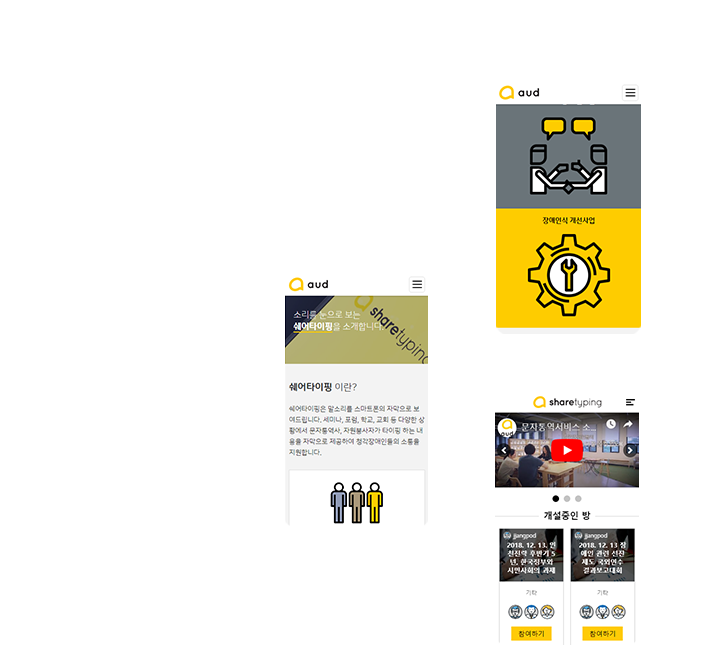 aud
장애인식 개선사업
aud
소리를 눈으로 보는
쉐어타이핑을 소개합니다.
sharetyping
쉐어타이핑 이란?
쉐어타이핑은 말소리를 스마트폰의 자막으로 보
여드립니다. 세미나, 포럼, 학교, 교회 등 다양한 상
황에서 문자통역사, 자원봉사자가 타이핑 하는 내
용을 자막으로 제공하여 청각장애인들의 소통을
지원합니다.
sharetyping
aud
문자통역서비스 소...
개설중인 방
jjangpod
2018. 12. 13. 인
천전략 후반기 5
년, 한국정부와
시민사회의 과제
기타
참여하기
jjangpod
2018. 12. 13 장
애인 관련 선진
제도 국외연수
결과보고대회
기타
참여하기